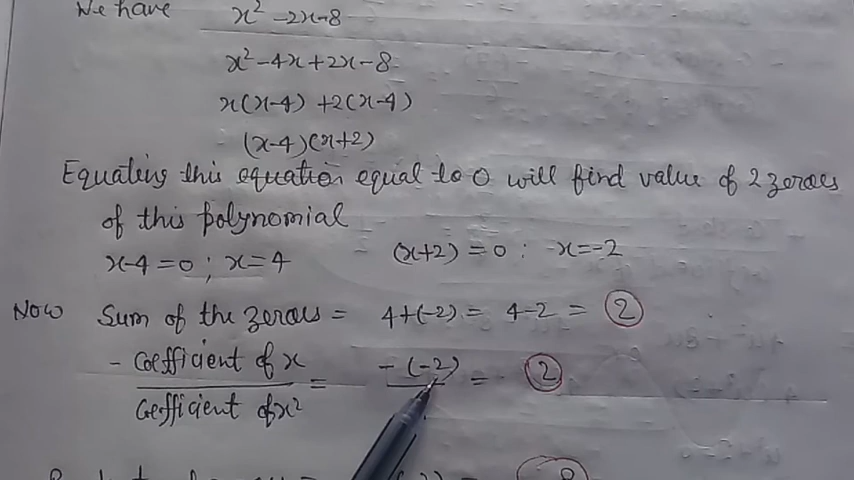 We have x² -2x-8
x² -4x+2x-8
x(x-4) +2(x-4)
(x-4)(x+2)
Equating this equation equal to 0 will find value of 2 zeroes
of this polynomial
x-4=0 ; x=4 (x+2) =0 ; x=-2
Now Sum of the zeroes = 4+(-2) = 4-2 = 2
- Coefficient of x / Coefficient of x² = -(-2) = 2